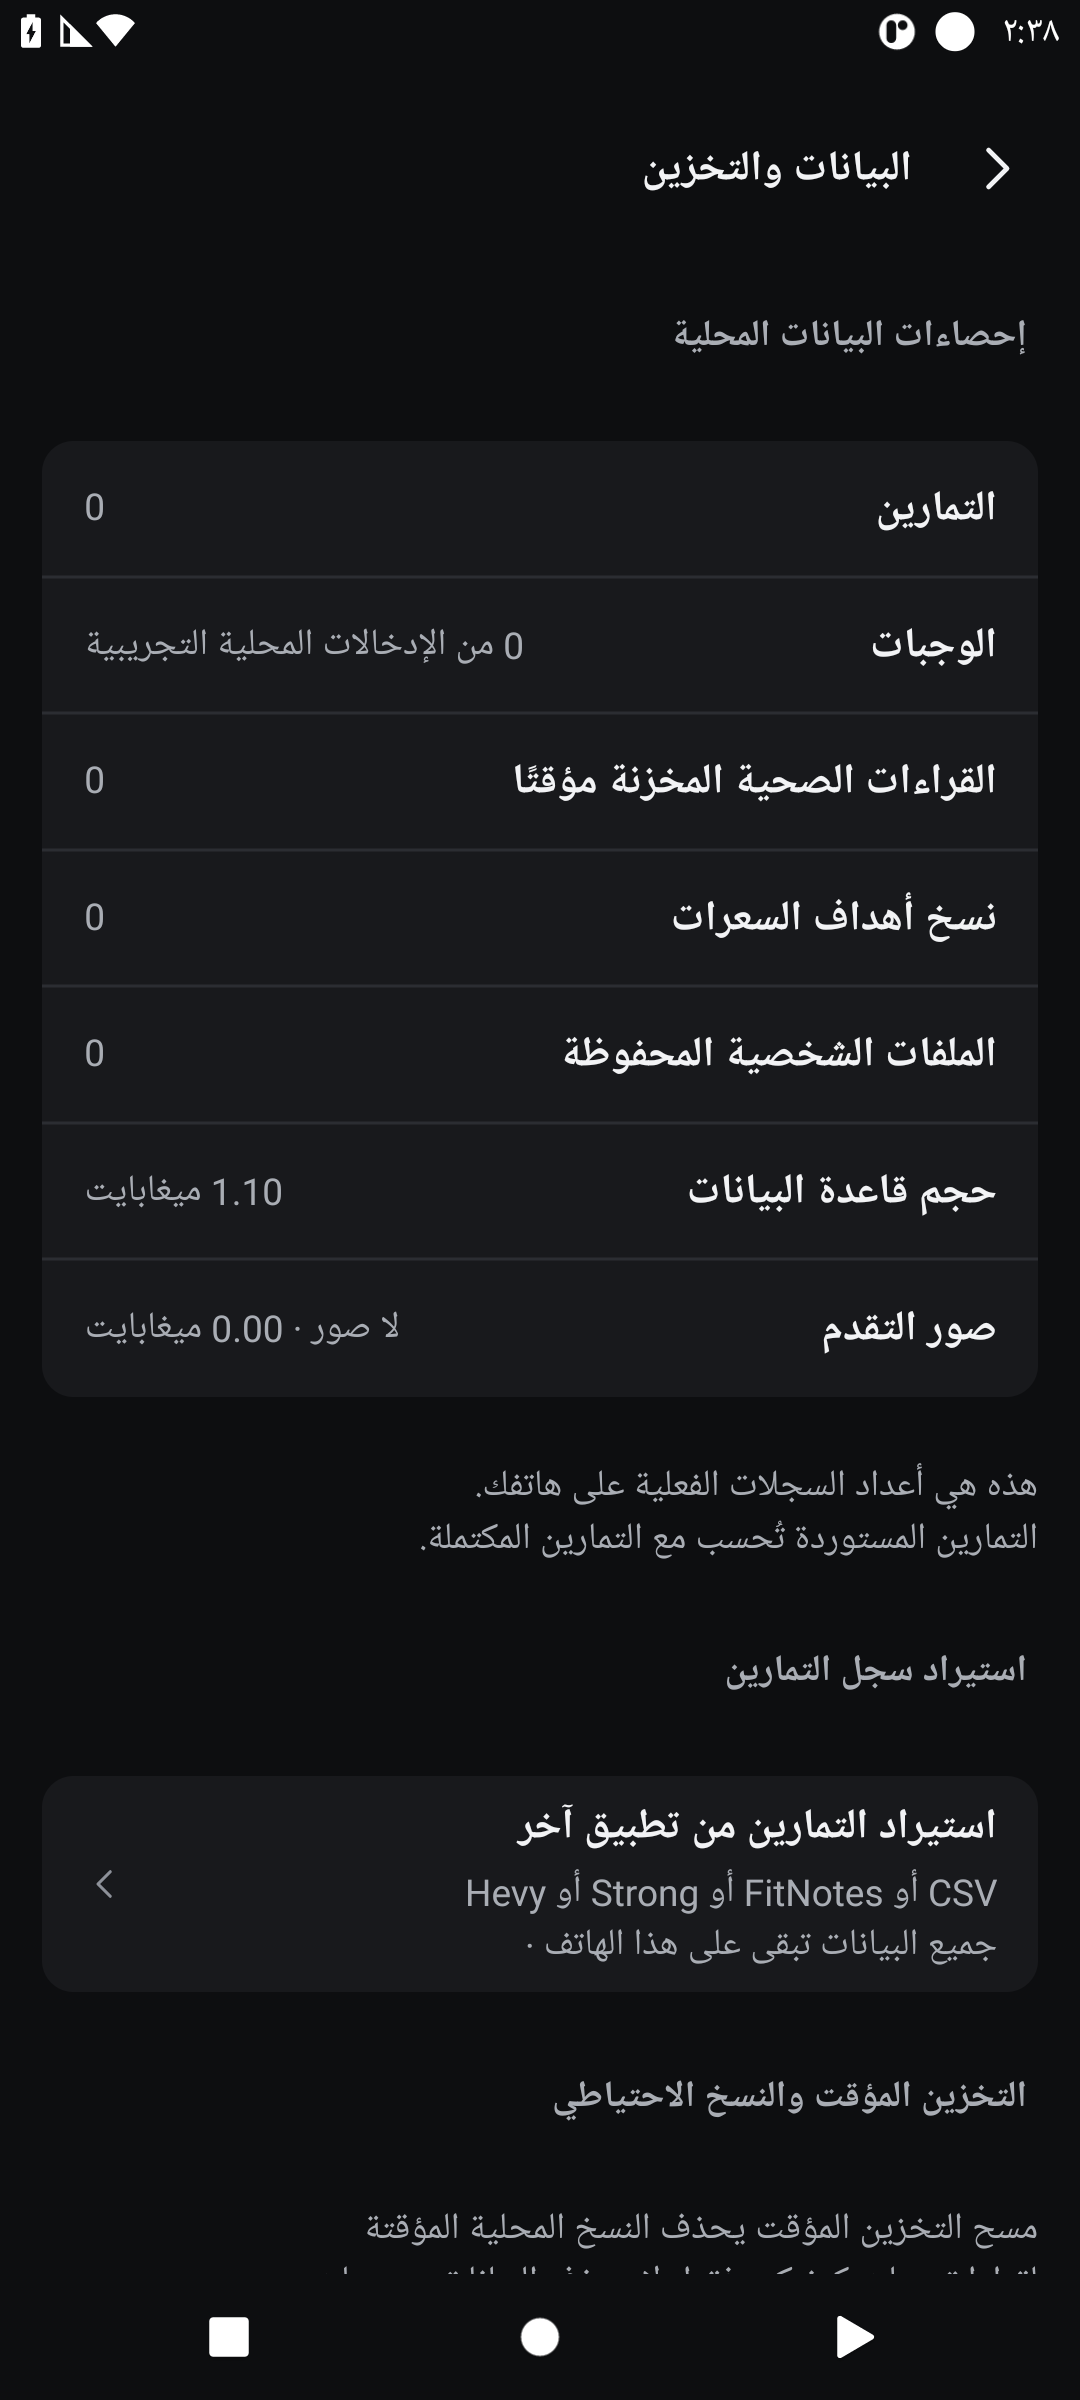 ٢:٣٨
البيانات والتخزين
إحصاءات البيانات المحلية
التمارين 0
الوجبات 0 من الإدخالات المحلية التجريبية
القراءات الصحية المخزنة مؤقتًا 0
نسخ أهداف السعرات 0
الملفات الشخصية المحفوظة 0
حجم قاعدة البيانات 1.10 ميغابايت
صور التقدم لا صور · 0.00 ميغابايت
هذه هي أعداد السجلات الفعلية على هاتفك.
التمارين المستوردة تُحسب مع التمارين المكتملة.
استيراد سجل التمارين
استيراد التمارين من تطبيق آخر
CSV أو FitNotes أو Strong أو Hevy
جميع البيانات تبقى على هذا الهاتف ·
التخزين المؤقت والنسخ الاحتياطي
مسح التخزين المؤقت يحذف النسخ المحلية المؤقتة